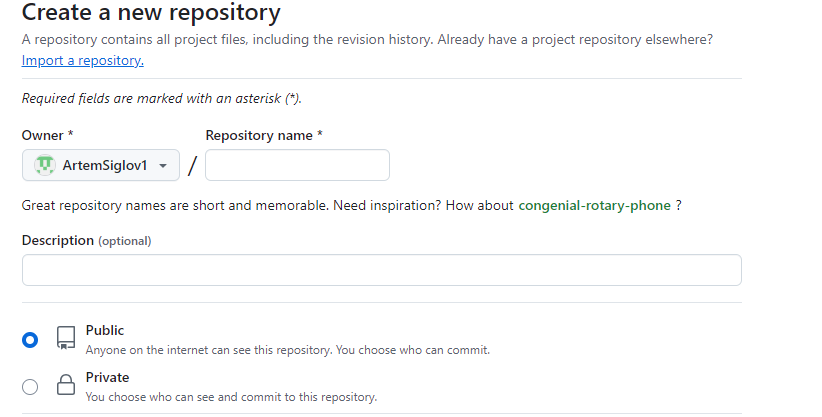 Create a new repository
A repository contains all project files, including the revision history. Already have a project repository elsewhere?
Import a repository.
Required fields are marked with an asterisk (*).
Owner * Repository name *
ArtemSiglov1 /
Great repository names are short and memorable. Need inspiration? How about congenial-rotary-phone ?
Description (optional)
Public
Anyone on the internet can see this repository. You choose who can commit.
Private
You choose who can see and commit to this repository.